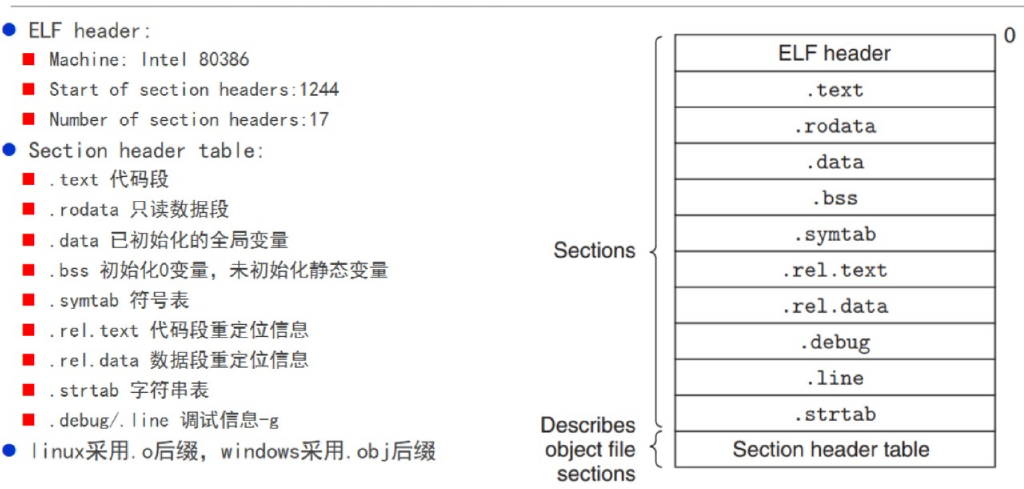 ELF header:
Machine: Intel 80386
Start of section headers:1244
Number of section headers:17
Section header table:
.text 代码段
.rodata 只读数据段
.data 已初始化的全局变量
.bss 初始化0变量，未初始化静态变量
.symtab 符号表
.rel.text 代码段重定位信息
.rel.data 数据段重定位信息
.strtab 字符串表
.debug/.line 调试信息-g
linux采用.o后缀，windows采用.obj后缀
0
ELF header
.text
.rodata
.data
.bss
.symtab
.rel.text
.rel.data
.debug
.line
.strtab
Section header table
Sections
Describes
object file
sections